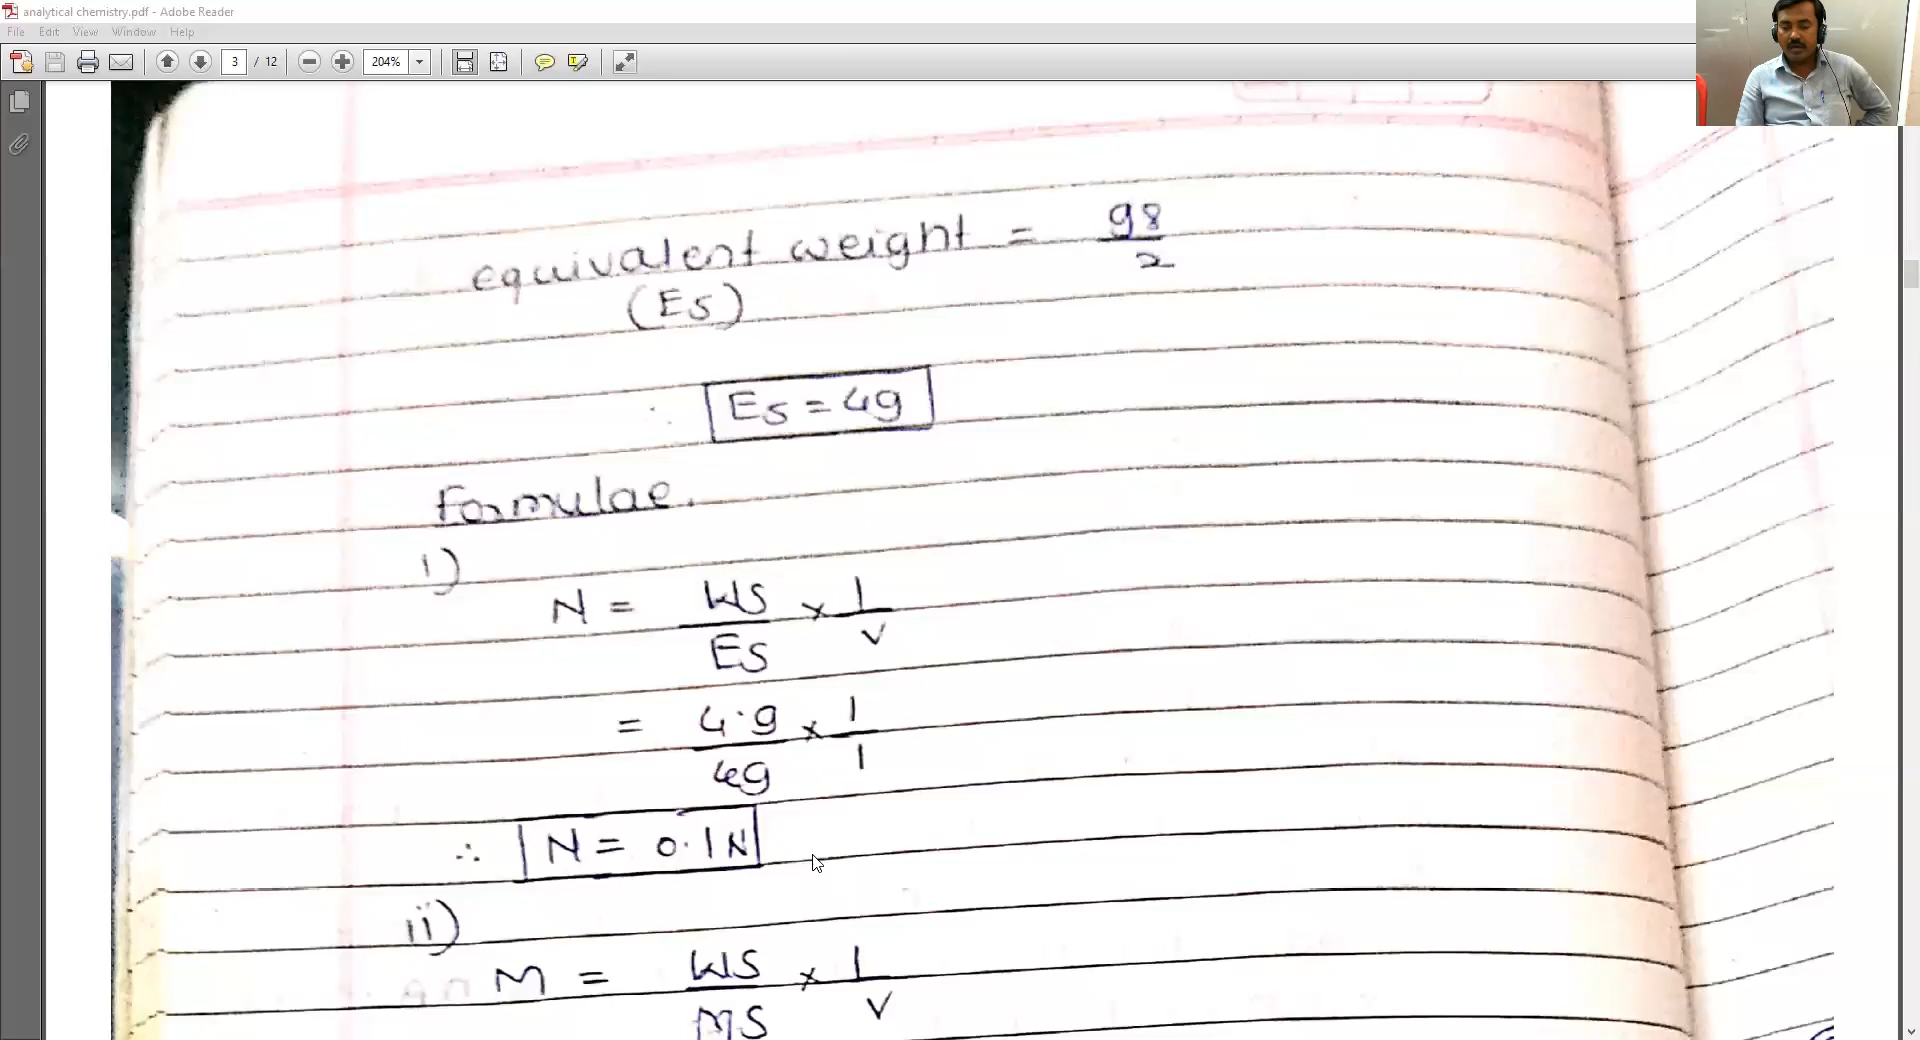 analytical chemistry.pdf - Adobe Reader
File Edit View Window Help
3 / 12 204%
equivalent weight = 98
2
(Es)
Es = 49
Formulae.
i)
N = Ws × 1
Es v
= 4.9 × 1
49 1
∴ N = 0.1N
ii)
M = Ws × 1
Ms v